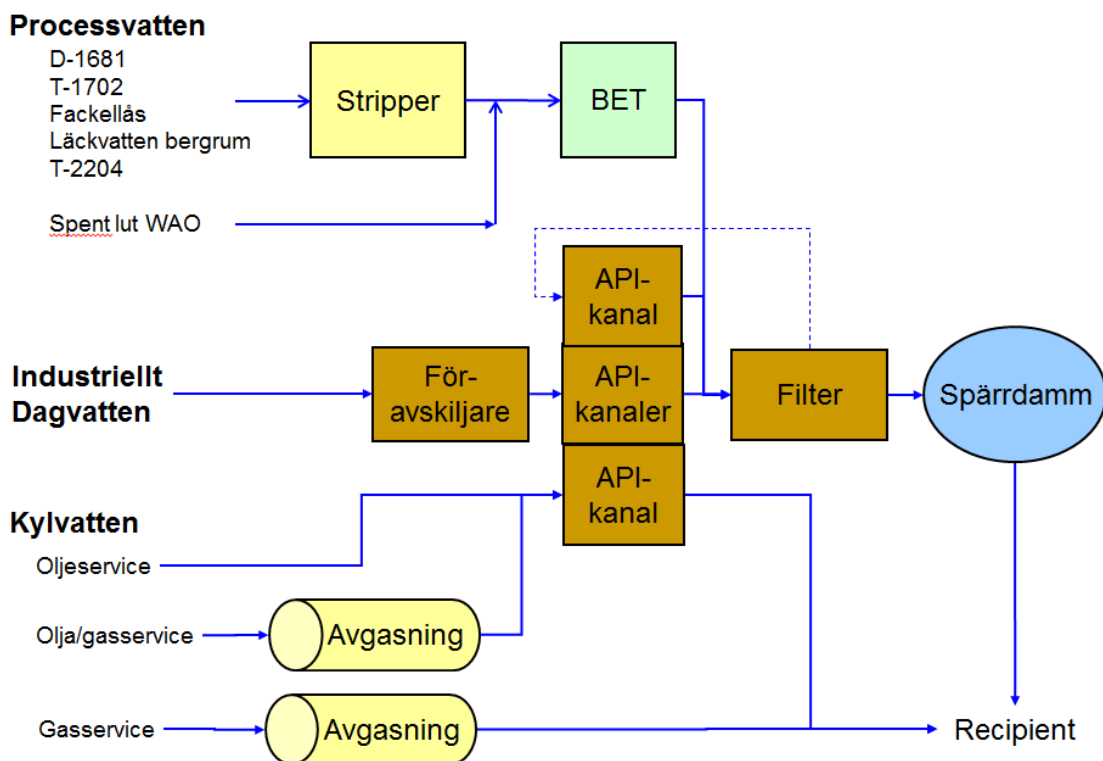 Processvatten
D-1681
T-1702
Fackellås
Läckvatten bergrum
T-2204
Spent lut WAO
Stripper
BET
API-
kanal
Industriellt
Dagvatten
För-
avskiljare
API-
kanaler
Filter
Spärrdamm
API-
kanal
Kylvatten
Oljeservice
Olja/gasservice
Avgasning
Gasservice
Avgasning
Recipient